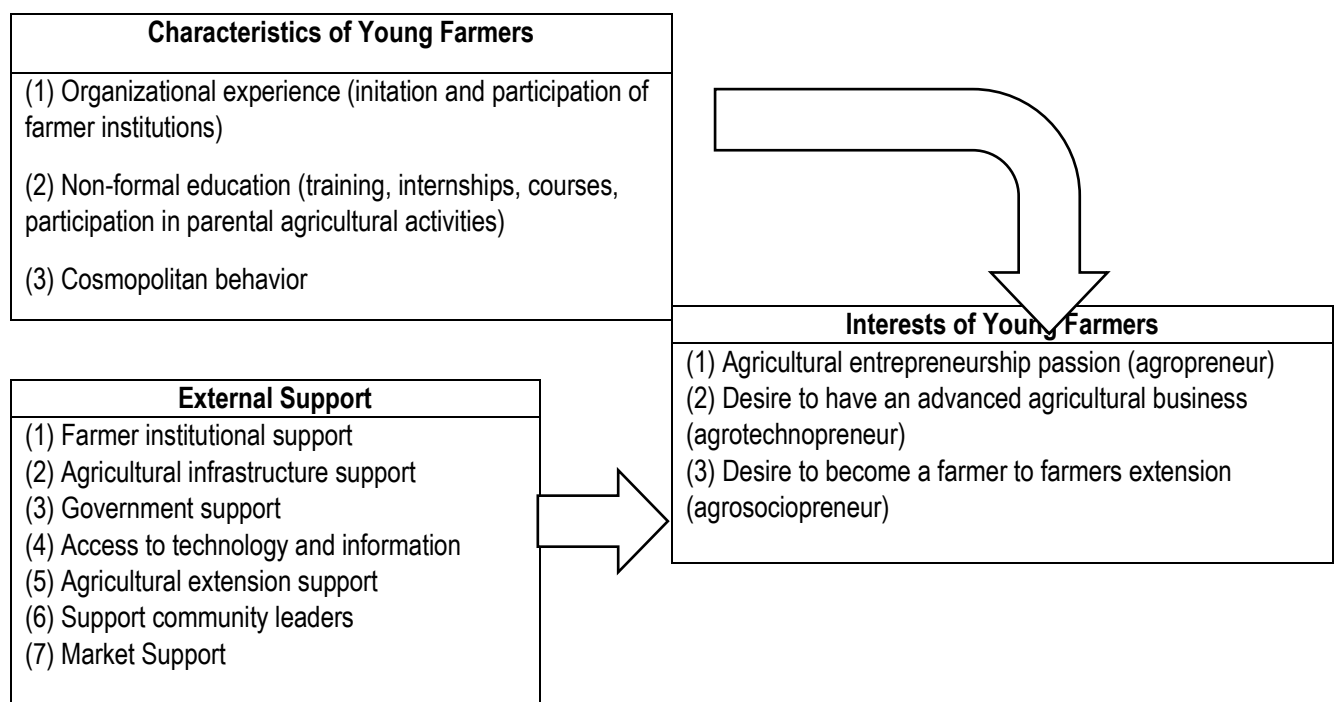 Characteristics of Young Farmers
(1) Organizational experience (initation and participation of
farmer institutions)
(2) Non-formal education (training, internships, courses,
participation in parental agricultural activities)
(3) Cosmopolitan behavior
External Support
(1) Farmer institutional support
(2) Agricultural infrastructure support
(3) Government support
(4) Access to technology and information
(5) Agricultural extension support
(6) Support community leaders
(7) Market Support
Interests of Young Farmers
(1) Agricultural entrepreneurship passion (agropreneur)
(2) Desire to have an advanced agricultural business
(agrotechnopreneur)
(3) Desire to become a farmer to farmers extension
(agrosociopreneur)